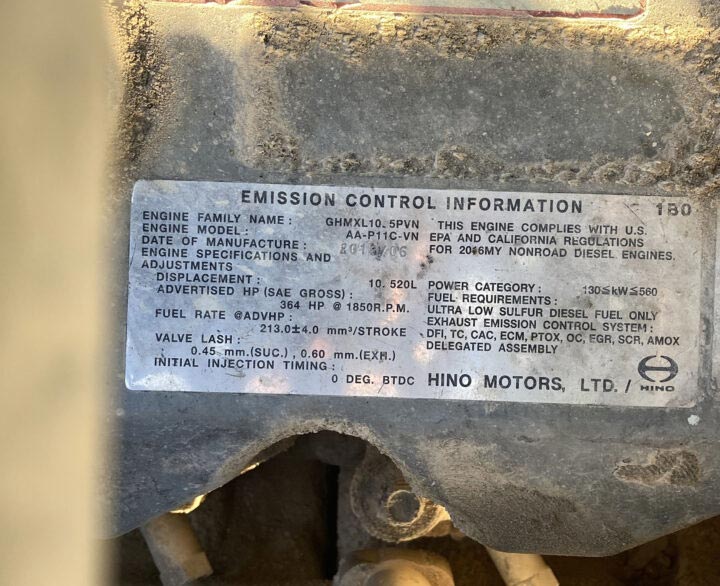 EMISSION CONTROL INFORMATION 1B0
ENGINE FAMILY NAME : GHMXL10.5PVN
ENGINE MODEL : AA-P11C-VN
DATE OF MANUFACTURE :
ENGINE SPECIFICATIONS AND
ADJUSTMENTS
DISPLACEMENT : 10.520L
ADVERTISED HP (SAE GROSS) :
364 HP @ 1850R.P.M.
FUEL RATE @ADVHP :
213.0±4.0 mm³/STROKE
VALVE LASH :
0.45 mm.(SUC.) , 0.60 mm.(EXH.)
INITIAL INJECTION TIMING :
0 DEG. BTDC
THIS ENGINE COMPLIES WITH U.S.
EPA AND CALIFORNIA REGULATIONS
FOR 2016MY NONROAD DIESEL ENGINES.
POWER CATEGORY : 130≤kW≤560
FUEL REQUIREMENTS :
ULTRA LOW SULFUR DIESEL FUEL ONLY
EXHAUST EMISSION CONTROL SYSTEM :
DFI, TC, CAC, ECM, PTOX, OC, EGR, SCR, AMOX
DELEGATED ASSEMBLY
HINO MOTORS, LTD. / HINO